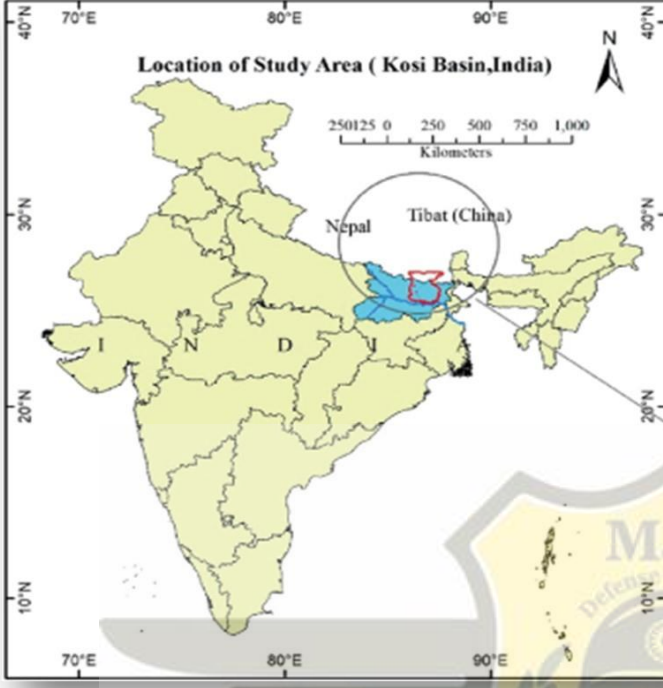 70°E 80°E 90°E
40°N 40°N
N
Location of Study Area ( Kosi Basin,India)
250125 0 250 500 750 1,000
Kilometers
30°N 30°N
Nepal Tibat (China)
I N D I
20°N 20°N
M
Defense
10°N 10°N
70°E 80°E 90°E